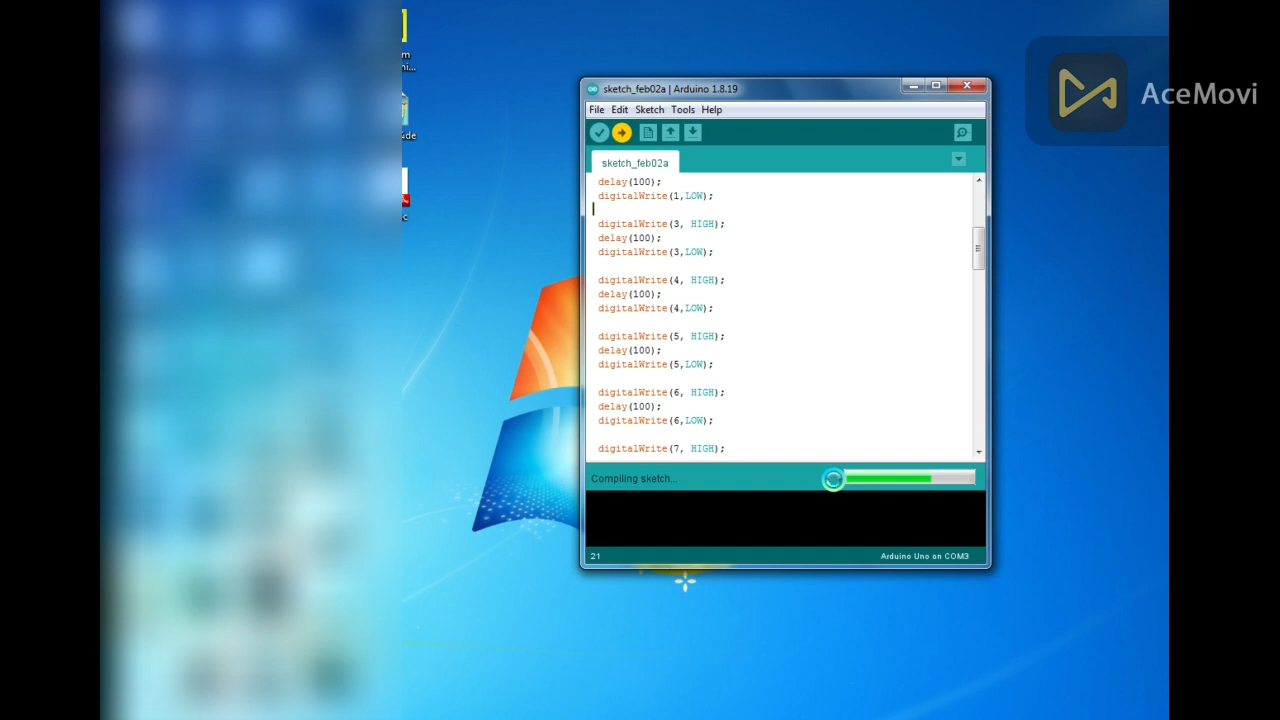 AceMovi
sketch_feb02a | Arduino 1.8.19
File Edit Sketch Tools Help
sketch_feb02a
delay(100);
digitalWrite(1,LOW);
digitalWrite(3, HIGH);
delay(100);
digitalWrite(3,LOW);
digitalWrite(4, HIGH);
delay(100);
digitalWrite(4,LOW);
digitalWrite(5, HIGH);
delay(100);
digitalWrite(5,LOW);
digitalWrite(6, HIGH);
delay(100);
digitalWrite(6,LOW);
digitalWrite(7, HIGH);
Compiling sketch...
21 Arduino Uno on COM3